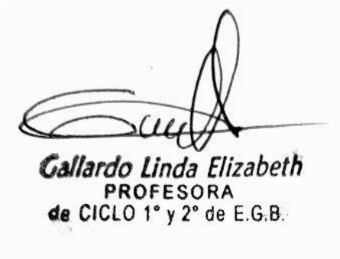 Gallardo Linda Elizabeth
PROFESORA
de CICLO 1° y 2° de E.G.B.